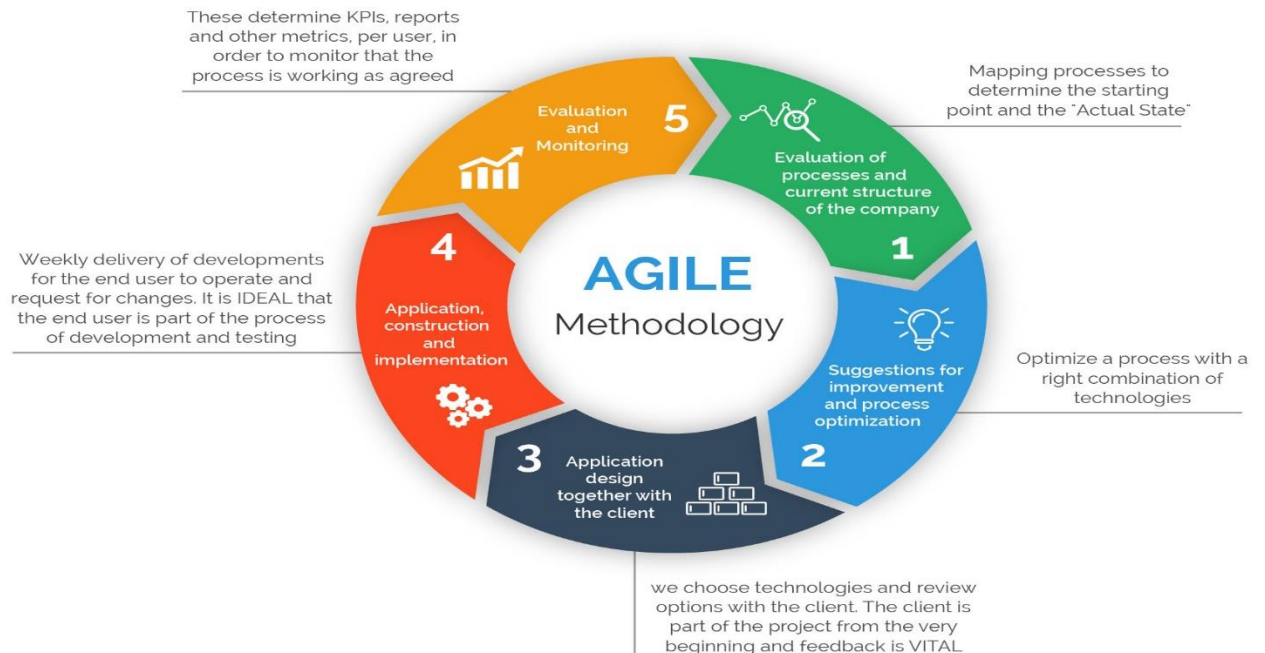 These determine KPIs, reports
and other metrics, per user, in
order to monitor that the
process is working as agreed
Mapping processes to
determine the starting
point and the "Actual State"
Evaluation
and
Monitoring
5
Evaluation of
processes and
current structure
of the company
1
4
Application,
construction
and
implementation
Weekly delivery of developments
for the end user to operate and
request for changes. It is IDEAL that
the end user is part of the process
of development and testing
AGILE
Methodology
Suggestions for
improvement
and process
optimization
2
Optimize a process with a
right combination of
technologies
3
Application
design
together with
the client
we choose technologies and review
options with the client. The client is
part of the project from the very
beginning and feedback is VITAL